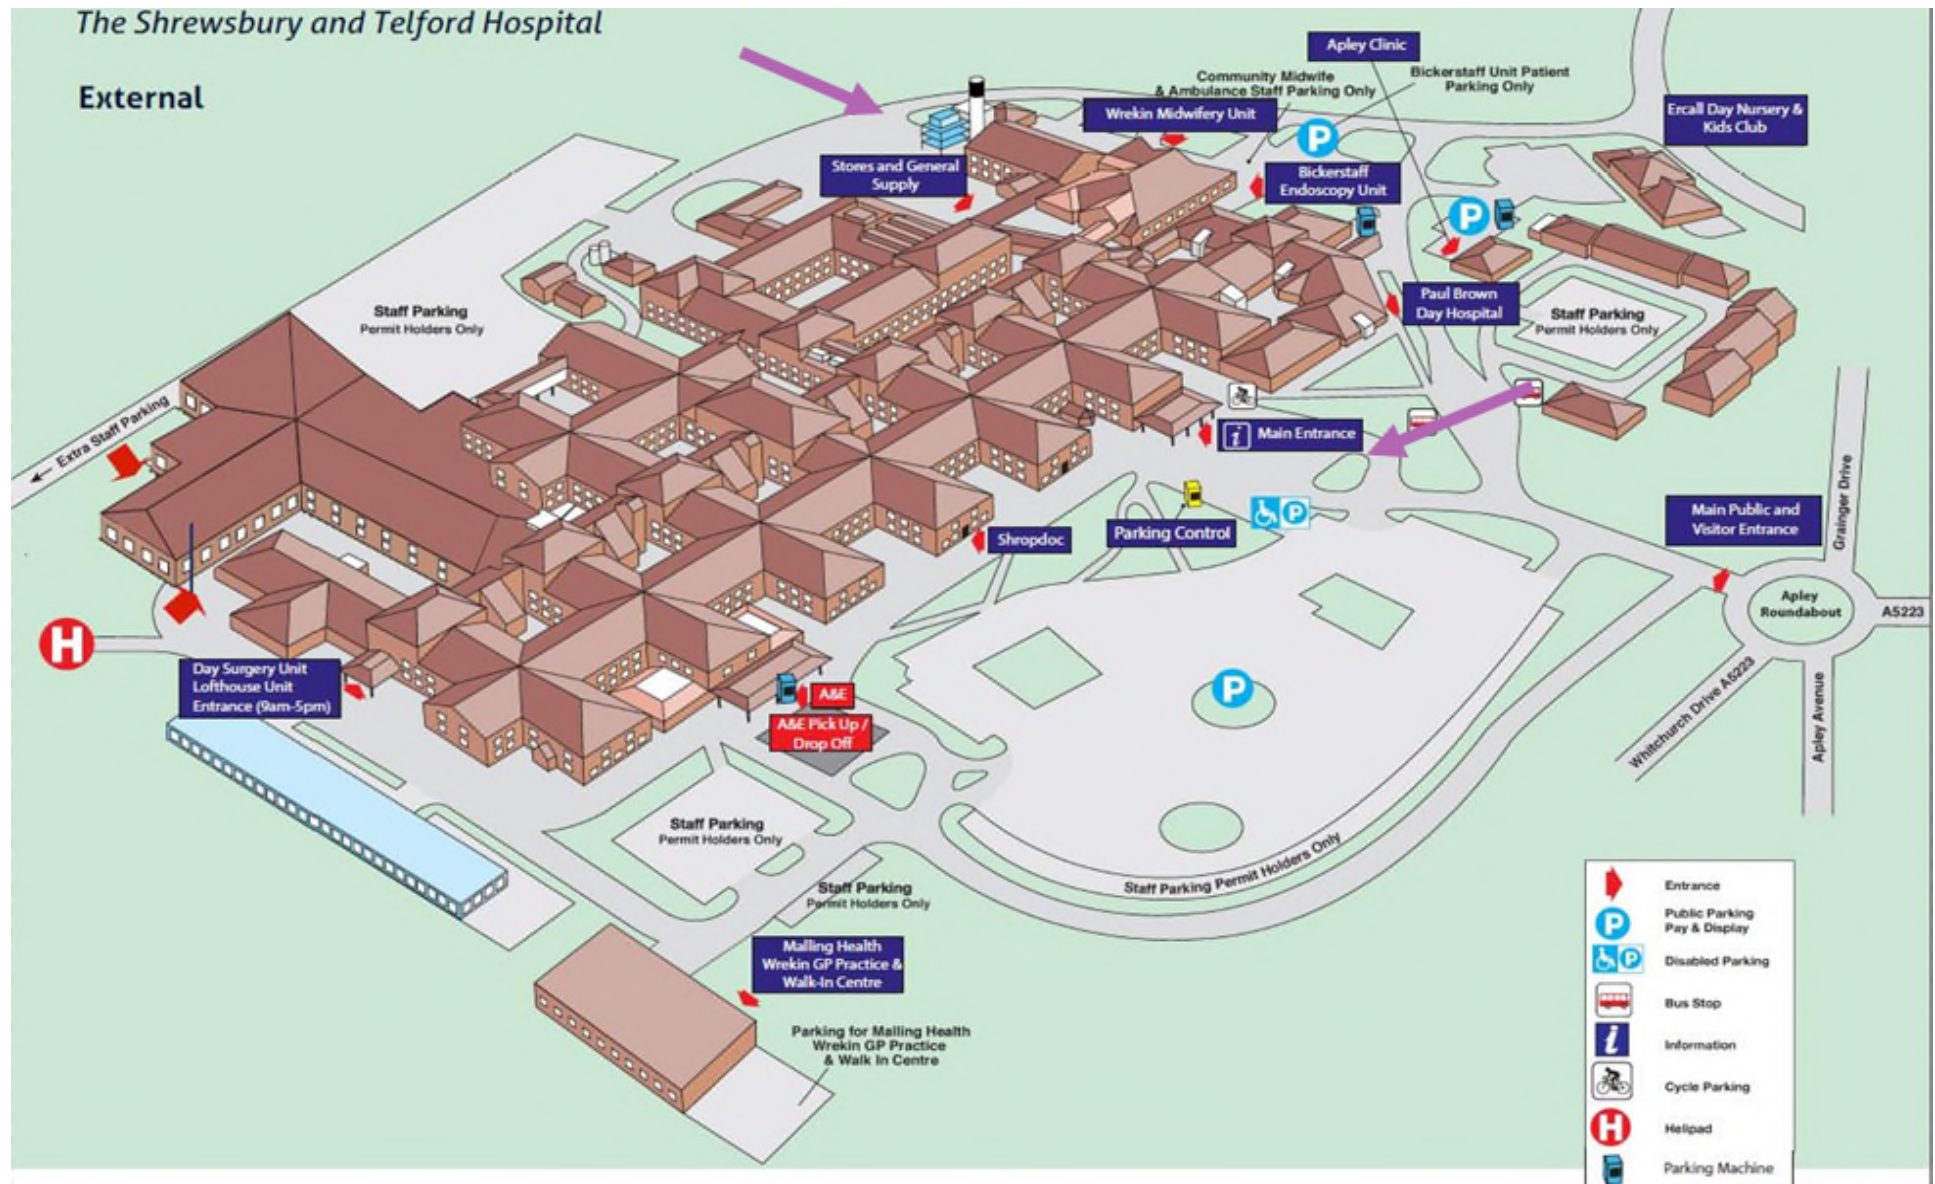 The Shrewsbury and Telford Hospital
External
Apley Clinic
Community Midwife
& Ambulance Staff Parking Only
Bickerstaff Unit Patient
Parking Only
Wrekin Midwifery Unit
P
Ercall Day Nursery &
Kids Club
Stores and General
Supply
Bickerstaff
Endoscopy Unit
P
Staff Parking
Permit Holders Only
Paul Brown
Day Hospital
Staff Parking
Permit Holders Only
Extra Staff Parking
i Main Entrance
Grainger Drive
Main Public and
Visitor Entrance
Shropdoc
Parking Control
P
Apley
Roundabout
A5223
H
Day Surgery Unit
Lofthouse Unit
Entrance (9am-5pm)
A&E
A&E Pick Up /
Drop Off
P
Whitchurch Drive A5223
Apley Avenue
Staff Parking
Permit Holders Only
Staff Parking Permit Holders Only
Staff Parking
Permit Holders Only
Malling Health
Wrekin GP Practice &
Walk-In Centre
Parking for Malling Health
Wrekin GP Practice
& Walk In Centre
Entrance
P Public Parking
Pay & Display
P Disabled Parking
Bus Stop
i Information
Cycle Parking
H Helipad
Parking Machine